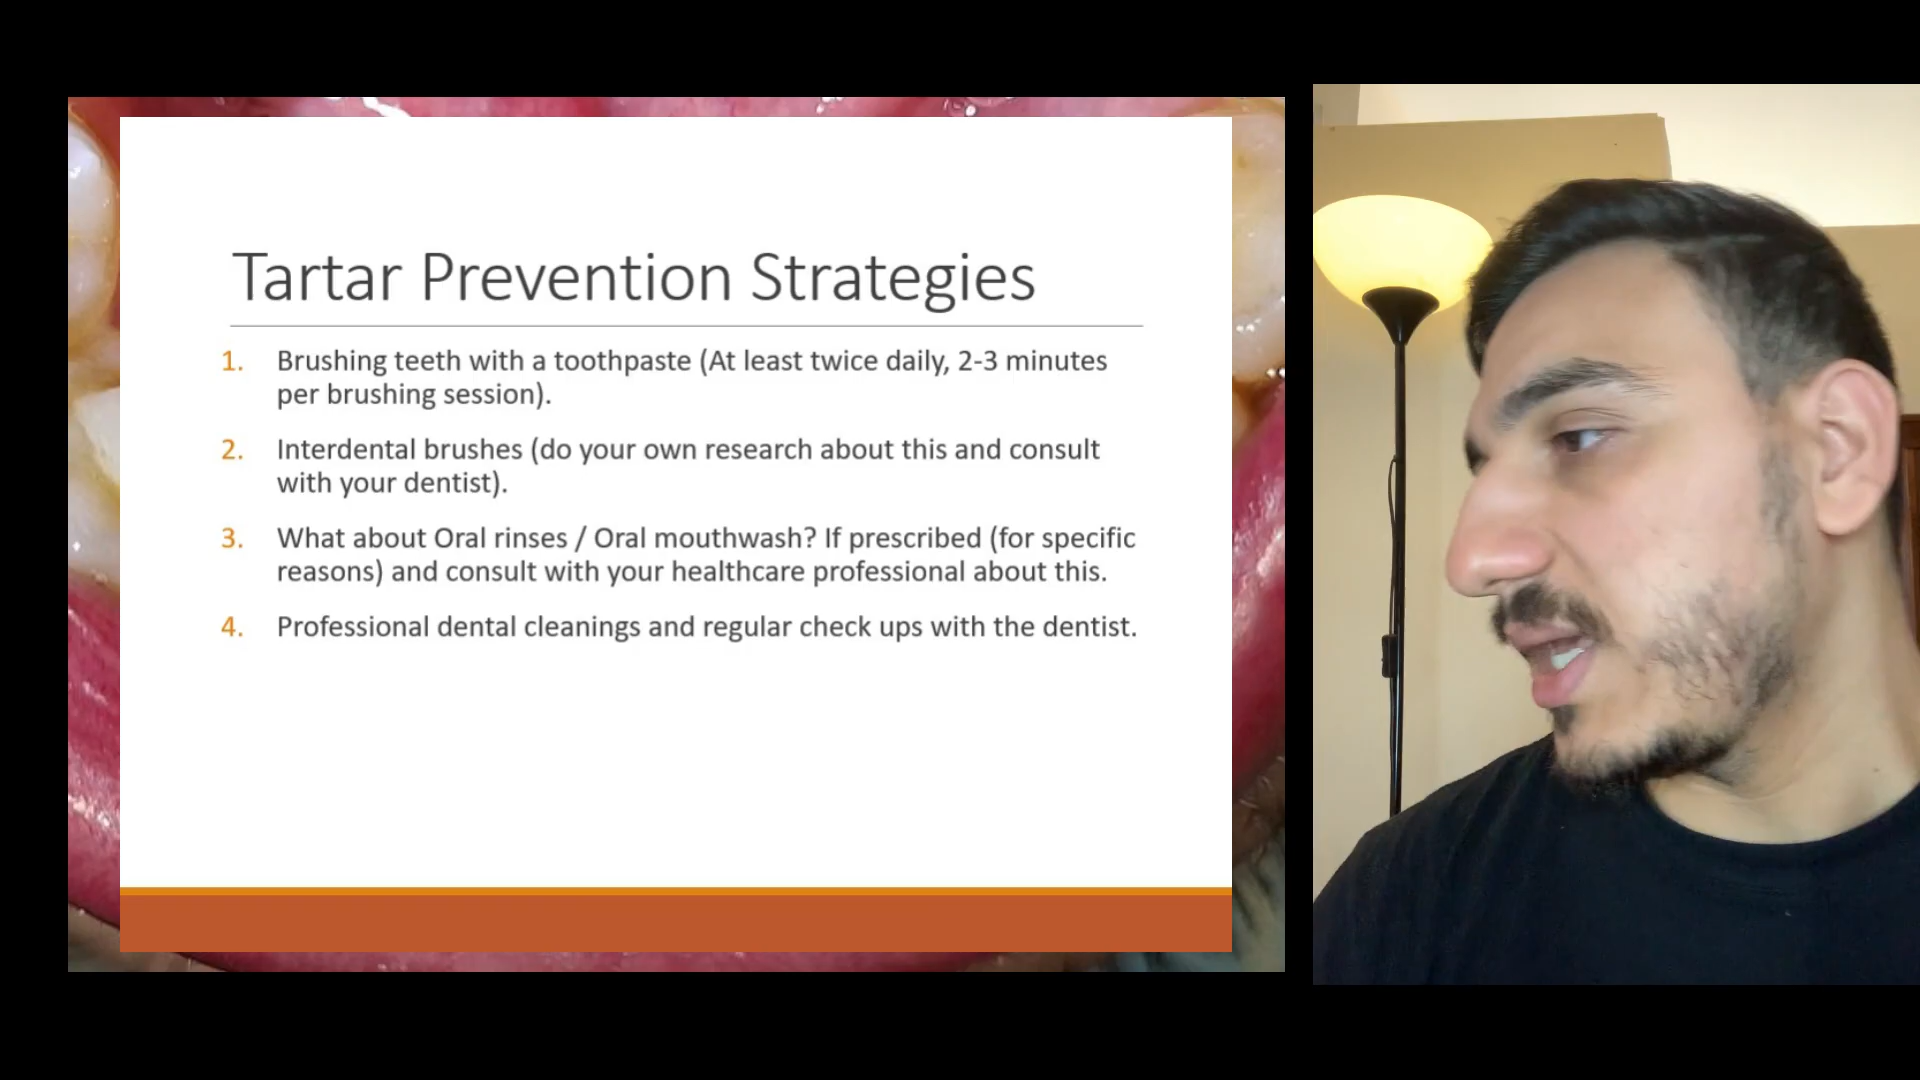 Tartar Prevention Strategies
1. Brushing teeth with a toothpaste (At least twice daily, 2-3 minutes
per brushing session).
2. Interdental brushes (do your own research about this and consult
with your dentist).
3. What about Oral rinses / Oral mouthwash? If prescribed (for specific
reasons) and consult with your healthcare professional about this.
4. Professional dental cleanings and regular check ups with the dentist.